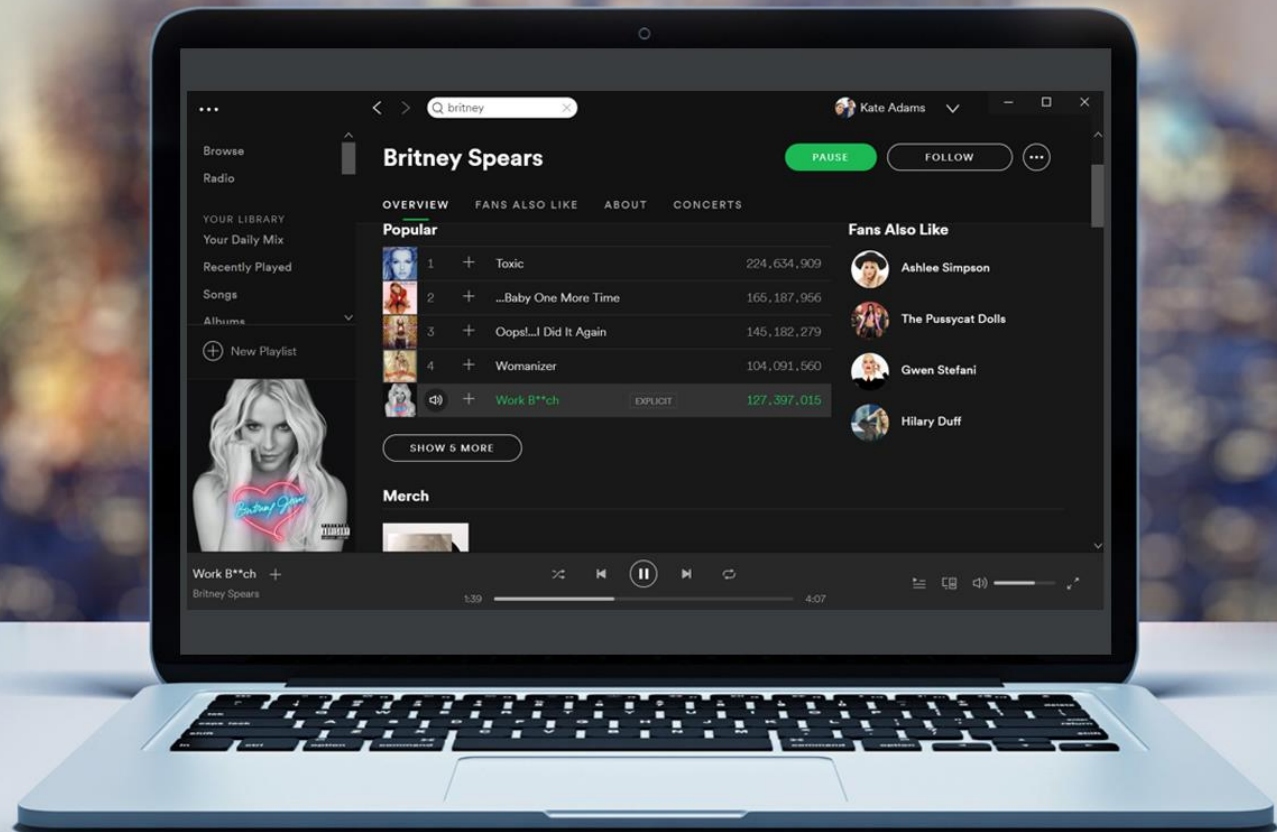 britney
Kate Adams
Browse
Radio
YOUR LIBRARY
Your Daily Mix
Recently Played
Songs
Albums
New Playlist
Britney Spears
PAUSE
FOLLOW
OVERVIEW FANS ALSO LIKE ABOUT CONCERTS
Popular
1 Toxic 224,634,909
2 ...Baby One More Time 165,187,956
3 Oops!...I Did It Again 145,182,279
4 Womanizer 104,091,560
Work B**ch EXPLICIT 127,397,015
SHOW 5 MORE
Fans Also Like
Ashlee Simpson
The Pussycat Dolls
Gwen Stefani
Hilary Duff
Merch
Britney Jean
Work B**ch
Britney Spears
1:39
4:07